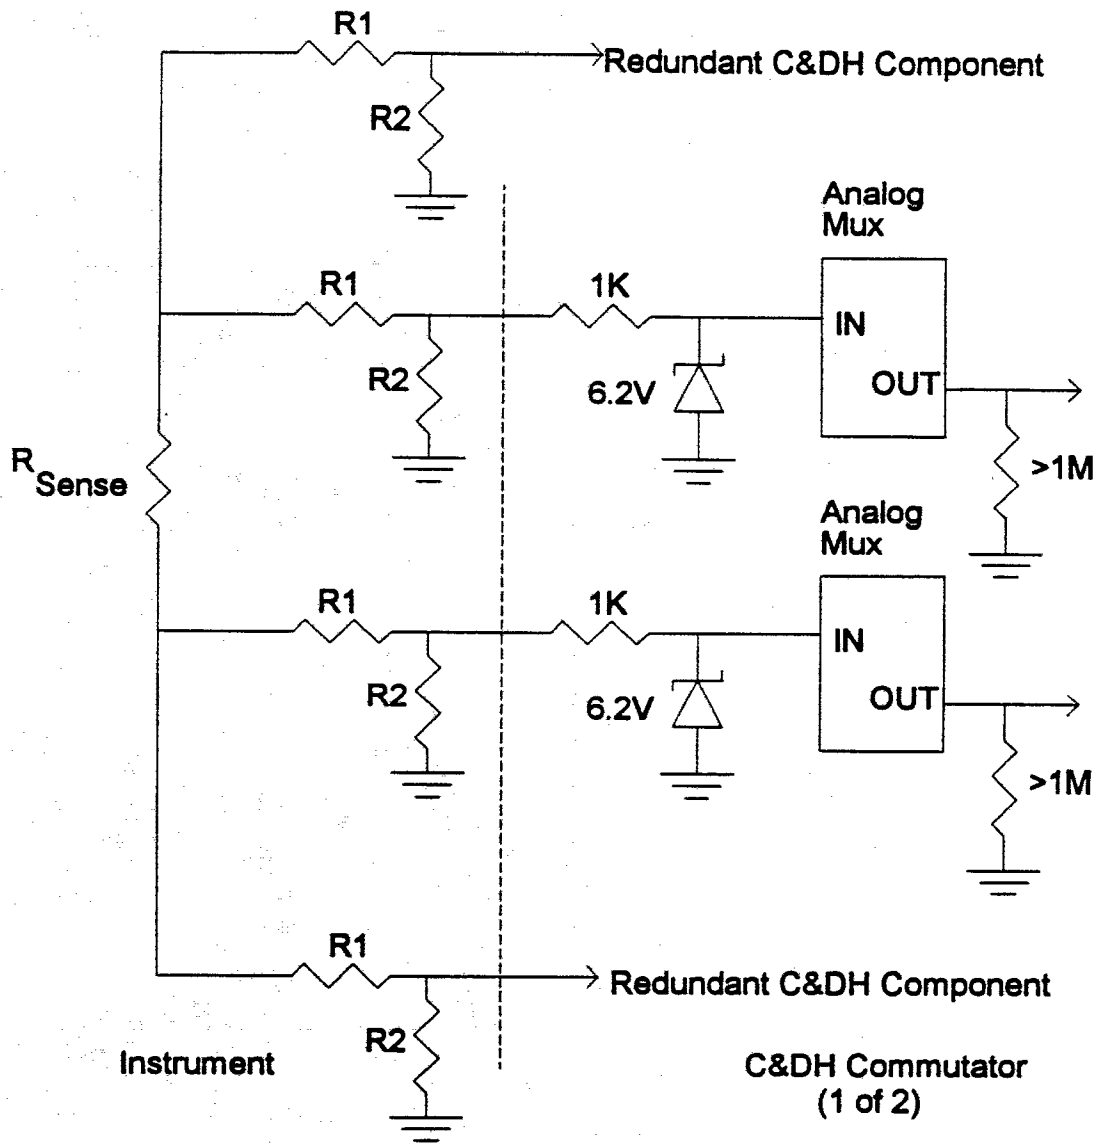 R1
Redundant C&DH Component
R2
Analog
Mux
R1
1K
IN
R2
6.2V
OUT
>1M
R
Sense
Analog
Mux
R1
1K
IN
R2
6.2V
OUT
>1M
R1
Redundant C&DH Component
R2
Instrument
C&DH Commutator
(1 of 2)